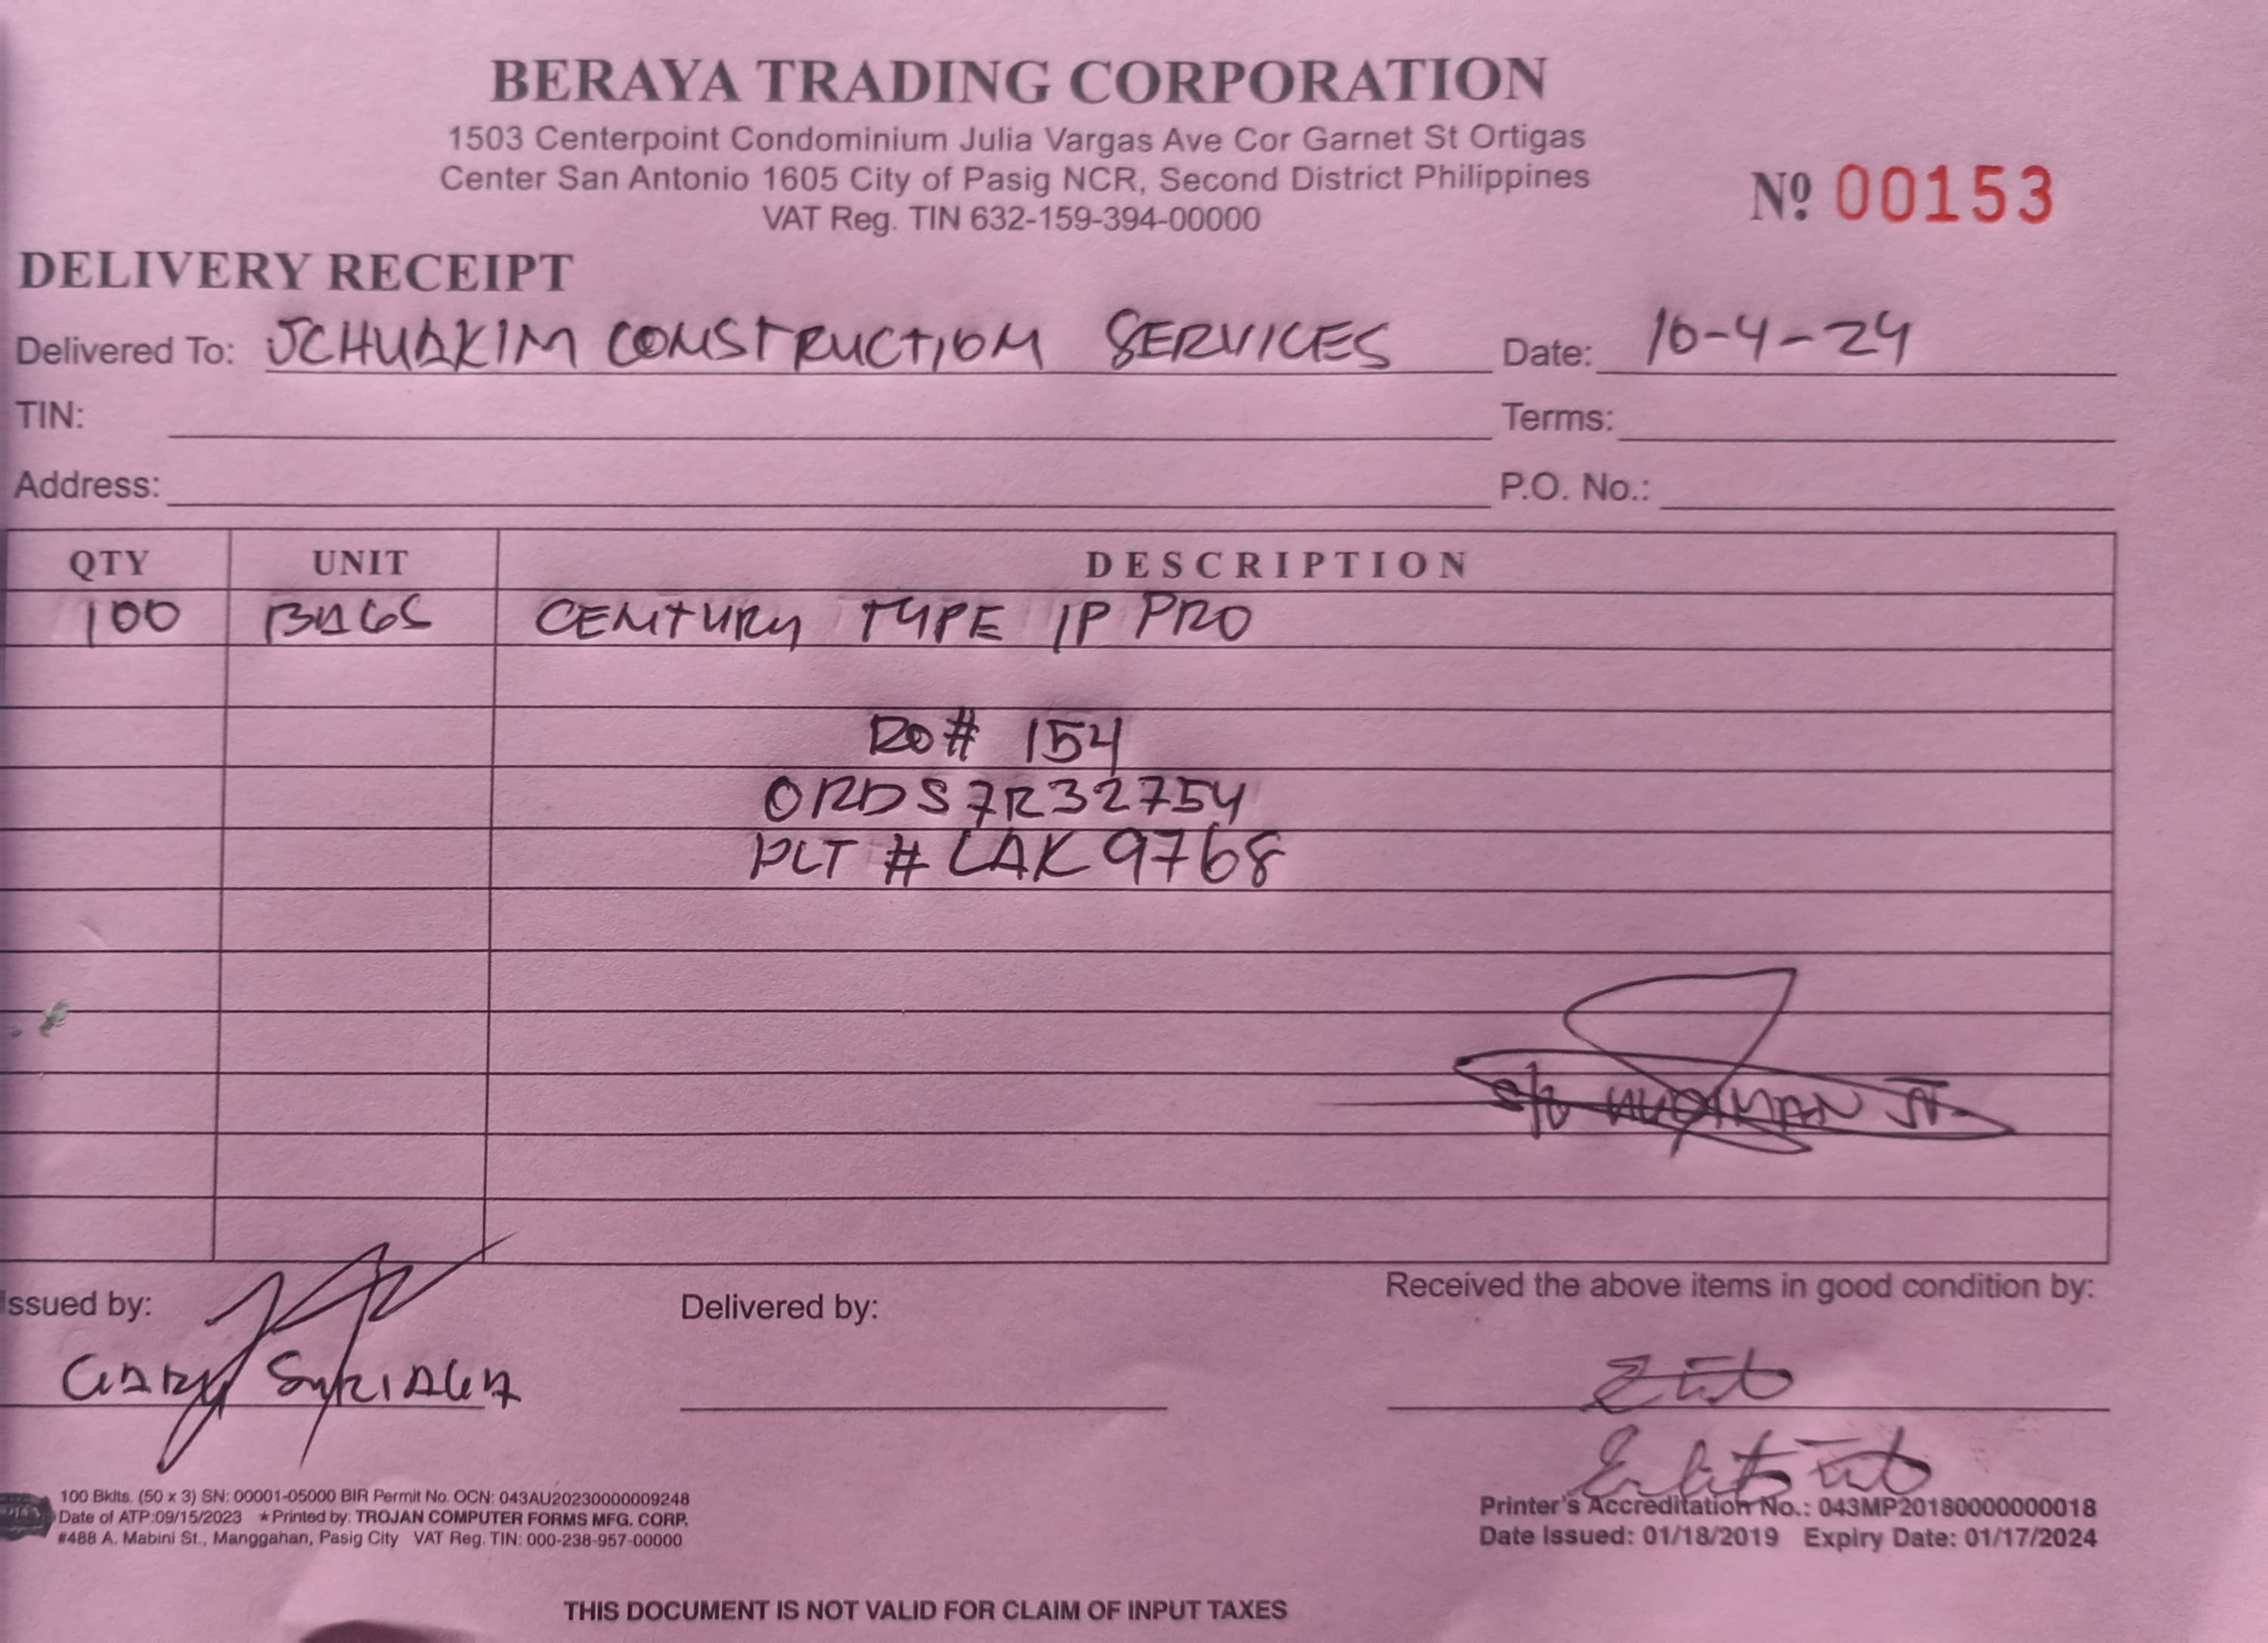 BERAYA TRADING CORPORATION
1503 Centerpoint Condominium Julia Vargas Ave Cor Garnet St Ortigas
Center San Antonio 1605 City of Pasig NCR, Second District Philippines
VAT Reg. TIN 632-159-394-00000
Nº 00153
DELIVERY RECEIPT
Delivered To: JCHUAKIM CONSTRUCTION SERVICES Date: 10-4-24
TIN: Terms:
Address: P.O. No.:
QTY UNIT DESCRIPTION
100 BAGS CENTURY TYPE 1P PRO
RO# 154
ORDS7R32754
PLT # LAK 9768
Issued by: Delivered by: Received the above items in good condition by:
GARY SYRIAGA
100 Bklts. (50 x 3) SN: 00001-05000 BIR Permit No. OCN: 043AU20230000009248
Date of ATP:09/15/2023 ★Printed by: TROJAN COMPUTER FORMS MFG. CORP.
#488 A. Mabini St., Manggahan, Pasig City VAT Reg. TIN: 000-238-957-00000
Printer's Accreditation No.: 043MP20180000000018
Date Issued: 01/18/2019 Expiry Date: 01/17/2024
THIS DOCUMENT IS NOT VALID FOR CLAIM OF INPUT TAXES